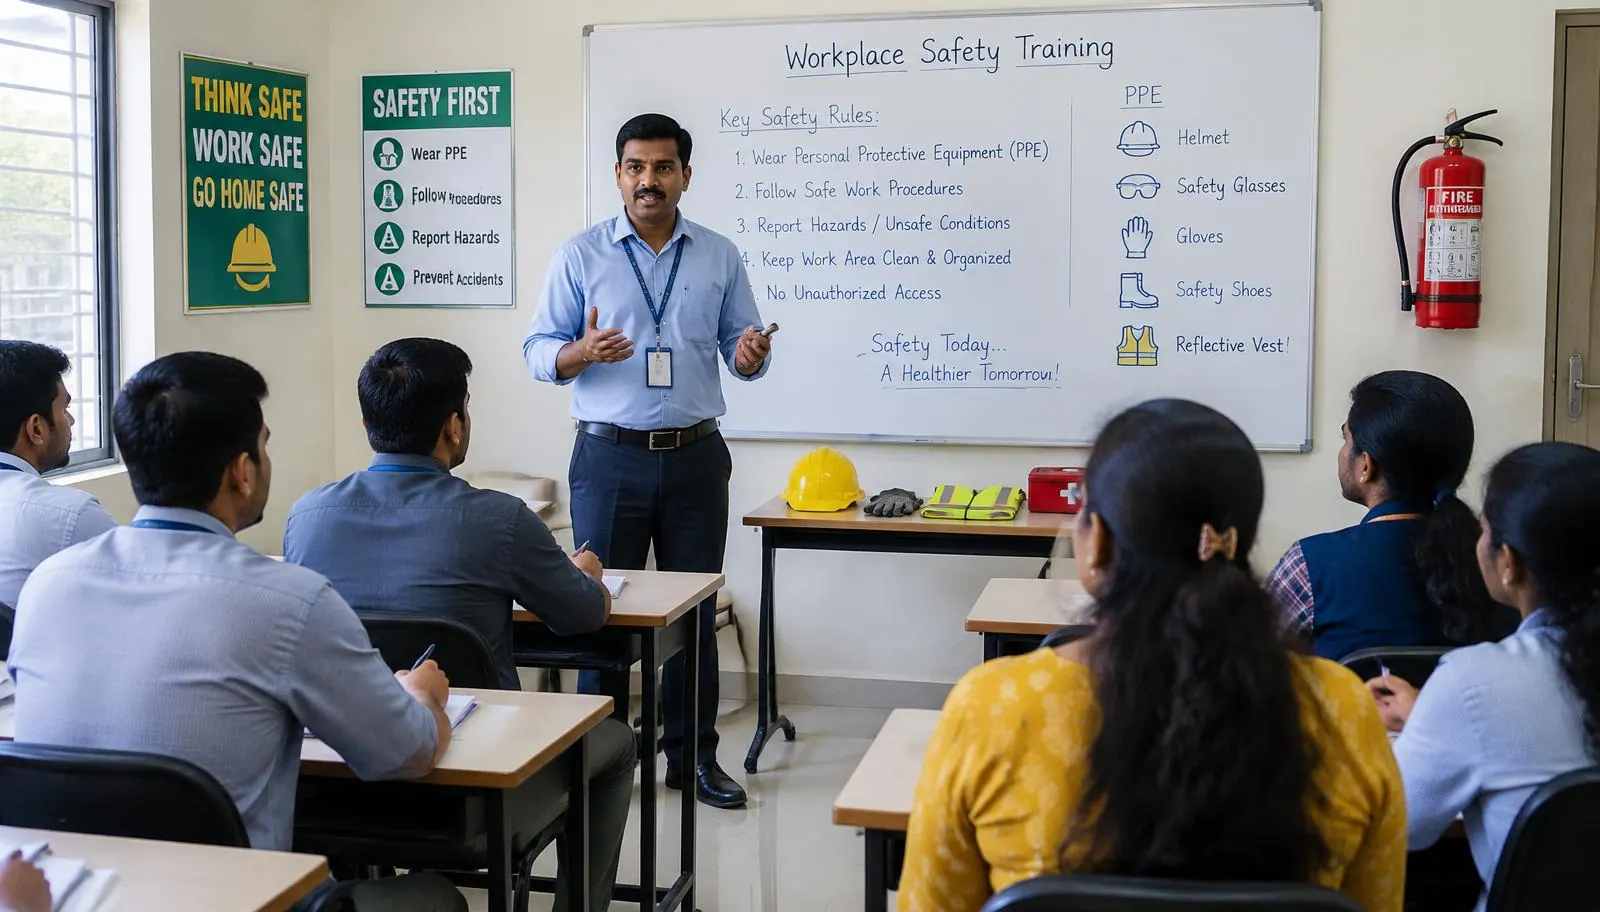 THINK SAFE
WORK SAFE
GO HOME SAFE
SAFETY FIRST
Wear PPE
Follow Procedures
Report Hazards
Prevent Accidents
Workplace Safety Training
Key Safety Rules:
1. Wear Personal Protective Equipment (PPE)
2. Follow Safe Work Procedures
3. Report Hazards / Unsafe Conditions
4. Keep Work Area Clean & Organized
. No Unauthorized Access
Safety Today...
A Healthier Tomorrow!
PPE
Helmet
Safety Glasses
Gloves
Safety Shoes
Reflective Vest!
FIRE